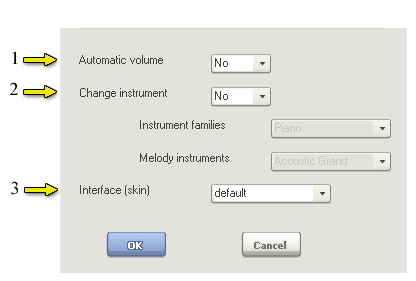 1 Automatic volume No
2 Change instrument No
Instrument families Piano
Melody instruments Acoustic Grand
3 Interface (skin) default
OK Cancel